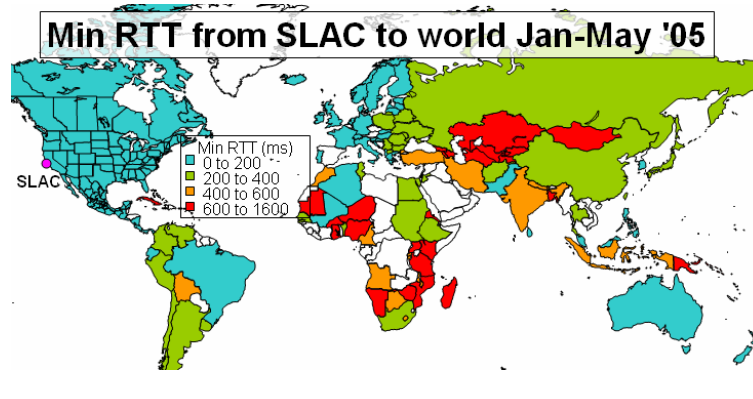 Min RTT from SLAC to world Jan-May '05
Min RTT (ms)
0 to 200
200 to 400
400 to 600
600 to 1600
SLAC